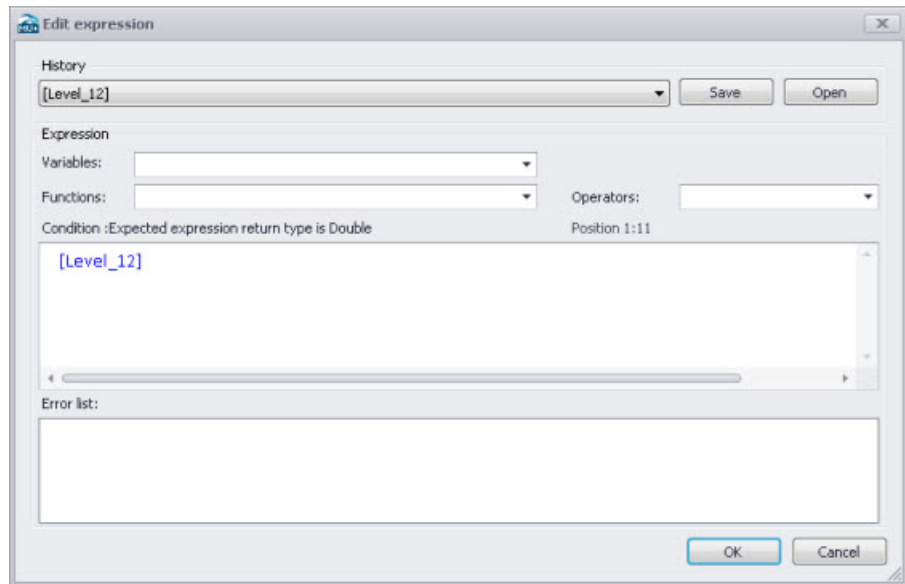 Edit expression
History
[Level_12]
Save
Open
Expression
Variables:
Functions:
Operators:
Condition :Expected expression return type is Double
Position 1:11
[Level_12]
Error list:
OK
Cancel